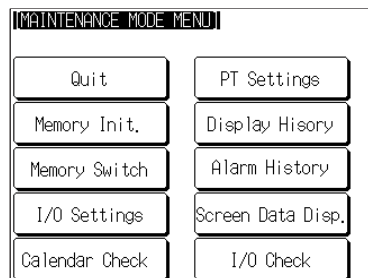 [MAINTENANCE MODE MENU]
Quit
PT Settings
Memory Init.
Display Hisory
Memory Switch
Alarm History
I/O Settings
Screen Data Disp.
Calendar Check
I/O Check